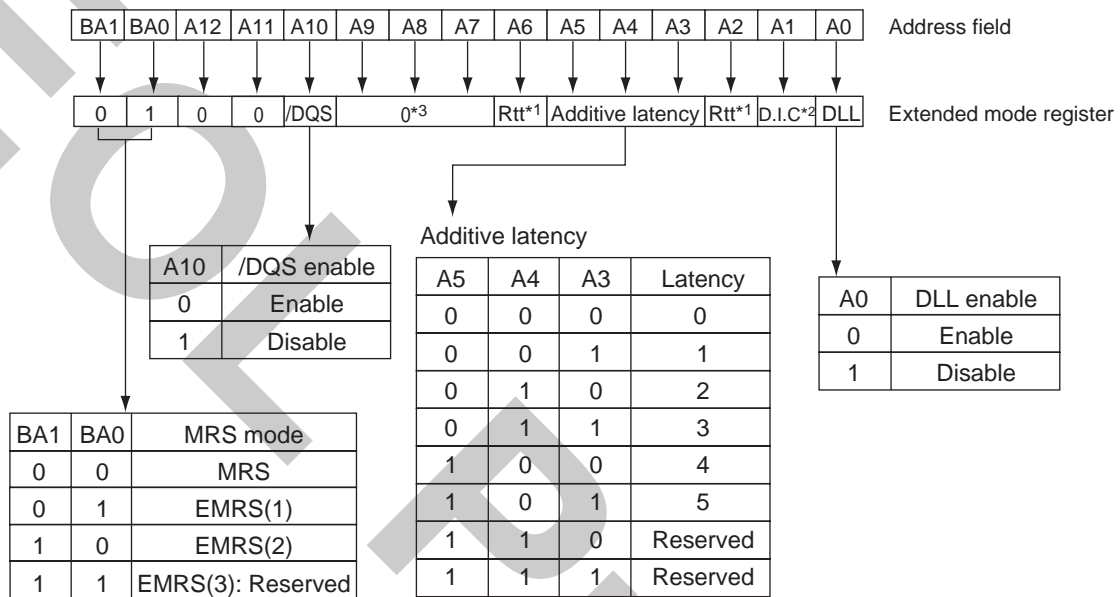 BA1 BA0 A12 A11 A10 A9 A8 A7 A6 A5 A4 A3 A2 A1 A0 Address field
0 1 0 0 /DQS 0*3 Rtt*1 Additive latency Rtt*1 D.I.C*2 DLL Extended mode register
A10 /DQS enable
0 Enable
1 Disable
Additive latency
A5 A4 A3 Latency
0 0 0 0
0 0 1 1
0 1 0 2
0 1 1 3
1 0 0 4
1 0 1 5
1 1 0 Reserved
1 1 1 Reserved
A0 DLL enable
0 Enable
1 Disable
BA1 BA0 MRS mode
0 0 MRS
0 1 EMRS(1)
1 0 EMRS(2)
1 1 EMRS(3): Reserved